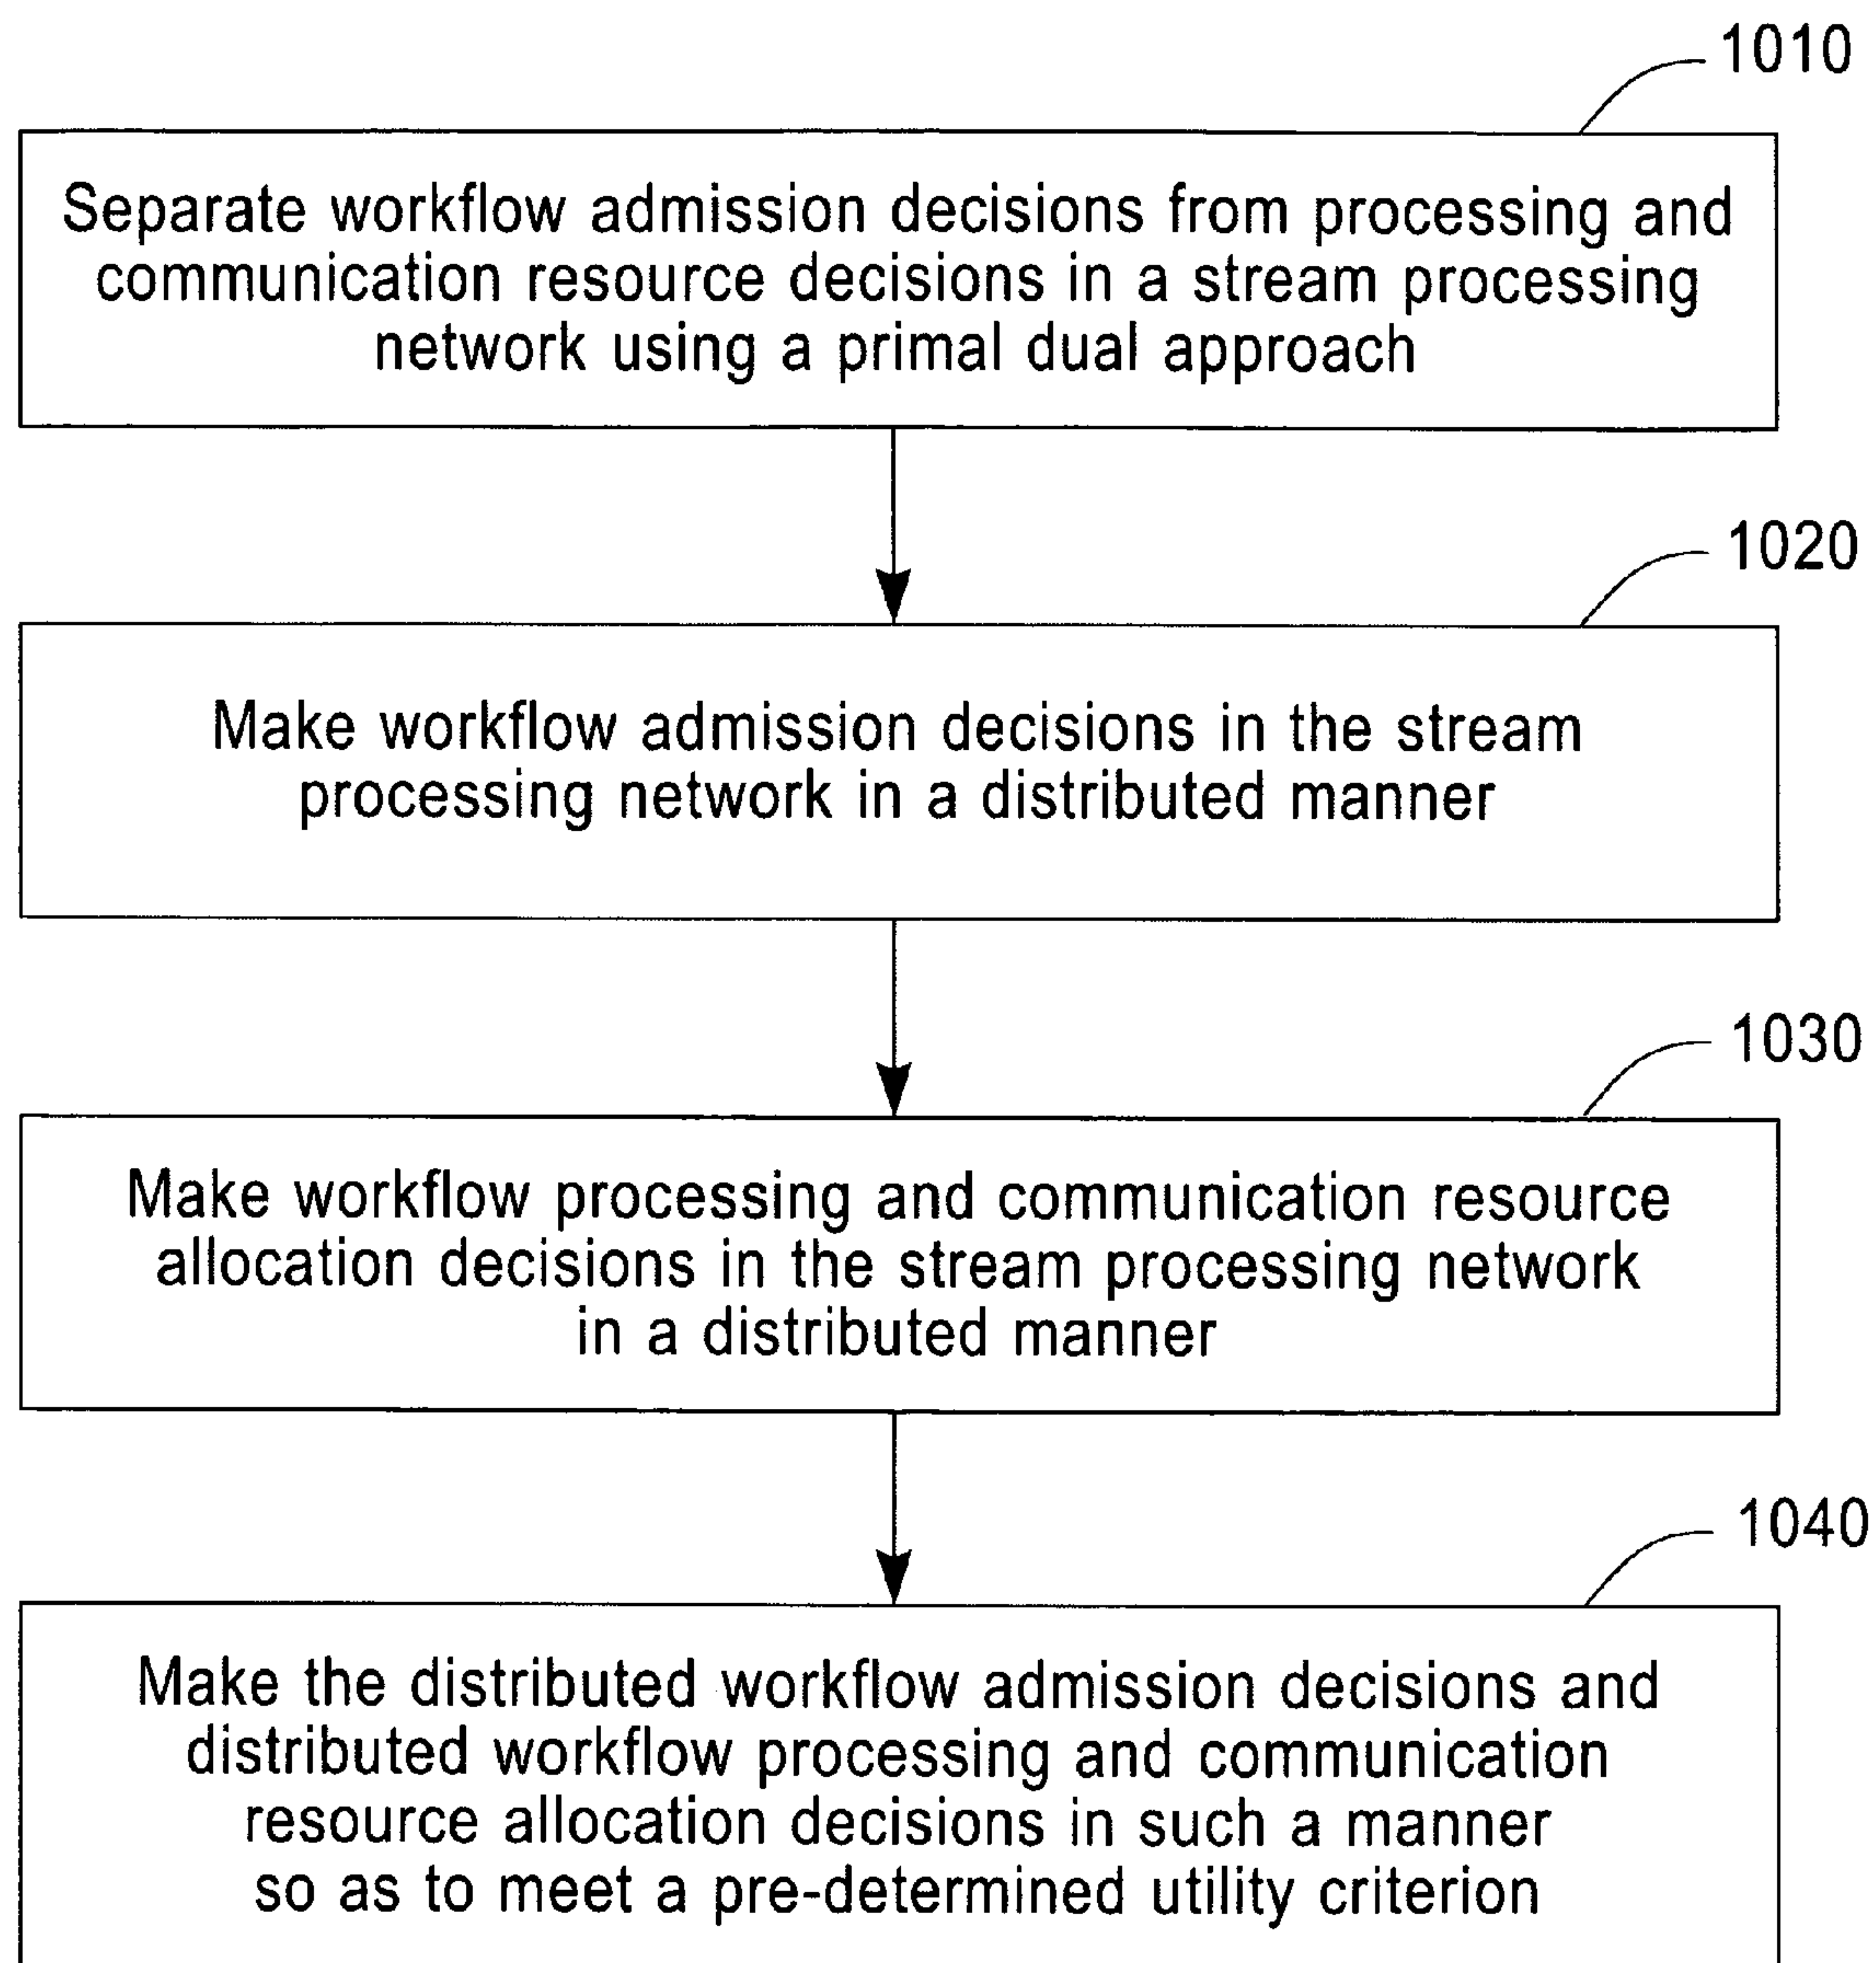 1010
Separate workflow admission decisions from processing and
communication resource decisions in a stream processing
network using a primal dual approach
1020
Make workflow admission decisions in the stream
processing network in a distributed manner
1030
Make workflow processing and communication resource
allocation decisions in the stream processing network
in a distributed manner
1040
Make the distributed workflow admission decisions and
distributed workflow processing and communication
resource allocation decisions in such a manner
so as to meet a pre-determined utility criterion